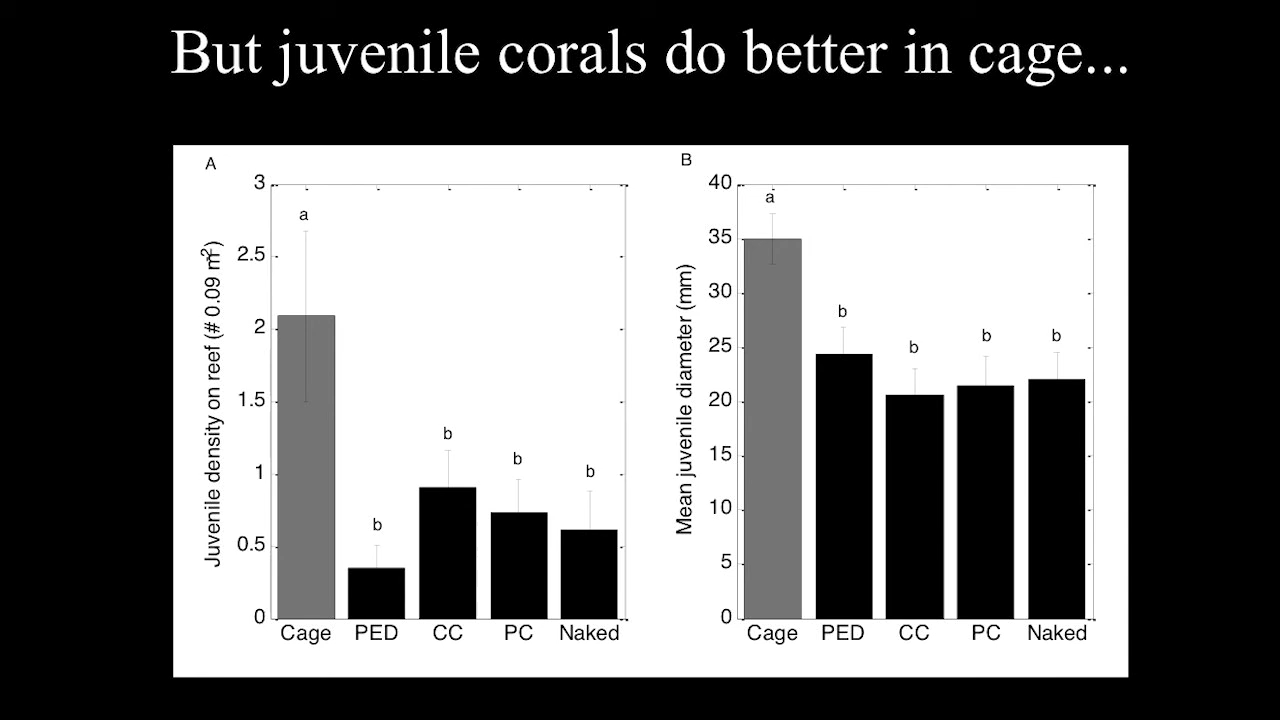 But juvenile corals do better in cage...
A
Juvenile density on reef (# 0.09 m²)
3
2.5
2
1.5
1
0.5
0
a
b
b
b
b
Cage PED CC PC Naked
B
Mean juvenile diameter (mm)
40
35
30
25
20
15
10
5
0
a
b
b
b
b
Cage PED CC PC Naked